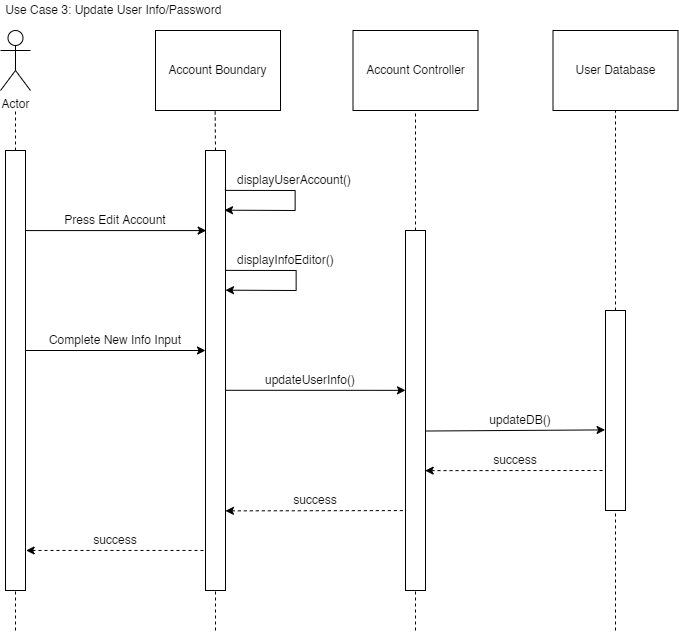 Use Case 3: Update User Info/Password
Actor
Account Boundary
Account Controller
User Database
displayUserAccount()
Press Edit Account
displayInfoEditor()
Complete New Info Input
updateUserInfo()
updateDB()
success
success
success